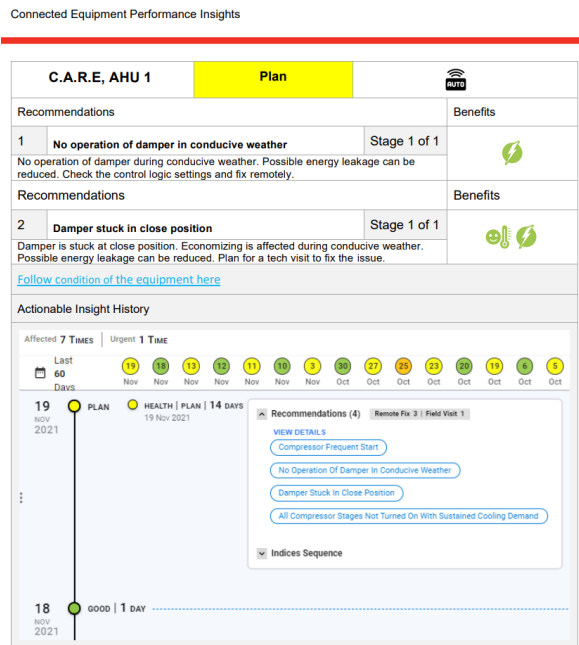 Connected Equipment Performance Insights
C.A.R.E, AHU 1
Plan
AUTO
Recommendations
Benefits
1
No operation of damper in conducive weather
Stage 1 of 1
No operation of damper during conducive weather. Possible energy leakage can be
reduced. Check the control logic settings and fix remotely.
Recommendations
Benefits
2
Damper stuck in close position
Stage 1 of 1
Damper is stuck at close position. Economizing is affected during conducive weather.
Possible energy leakage can be reduced. Plan for a tech visit to fix the issue.
Follow condition of the equipment here
Actionable Insight History
Affected 7 TIMES | Urgent 1 TIME
Last
60
Days
19 18 13 12 11 10 3 30 27 25 23 20 19 6 5
Nov Nov Nov Nov Nov Nov Nov Oct Oct Oct Oct Oct Oct Oct Oct
19
NOV
2021
PLAN
HEALTH | PLAN | 14 DAYS
19 Nov 2021
Recommendations (4) Remote Fix 3 | Field Visit 1
VIEW DETAILS
Compressor Frequent Start
No Operation Of Damper In Conducive Weather
Damper Stuck In Close Position
All Compressor Stages Not Turned On With Sustained Cooling Demand
Indices Sequence
18
NOV
2021
GOOD | 1 DAY